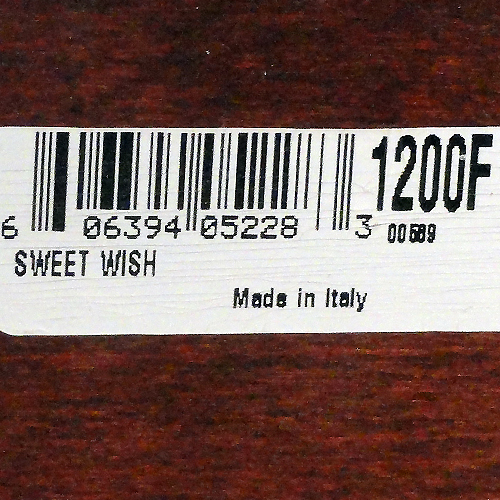 1200F
6 06394 05228 3
00589
SWEET WISH
Made in Italy